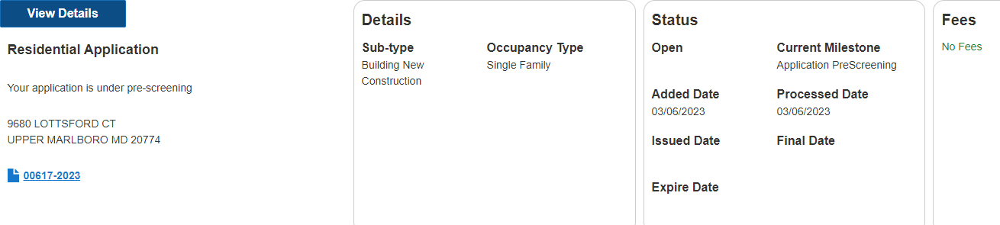 View Details
Residential Application
Your application is under pre-screening
9680 LOTTSFORD CT
UPPER MARLBORO MD 20774
00617-2023
Details
Sub-type
Building New
Construction
Occupancy Type
Single Family
Status
Open
Current Milestone
Application PreScreening
Added Date
03/06/2023
Processed Date
03/06/2023
Issued Date
Final Date
Expire Date
Fees
No Fees